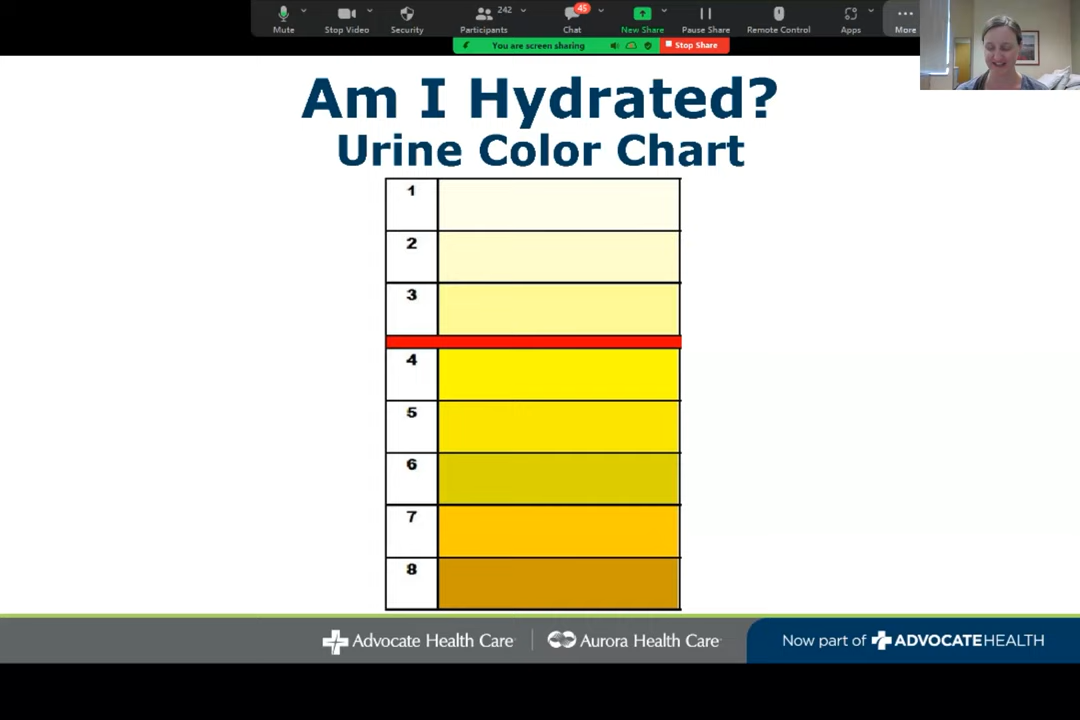 242
45
Mute
Stop Video
Security
Participants
Chat
New Share
Pause Share
Remote Control
Apps
More
You are screen sharing
Stop Share
Am I Hydrated?
Urine Color Chart
1
2
3
4
5
6
7
8
Advocate Health Care
Aurora Health Care
Now part of ADVOCATEHEALTH